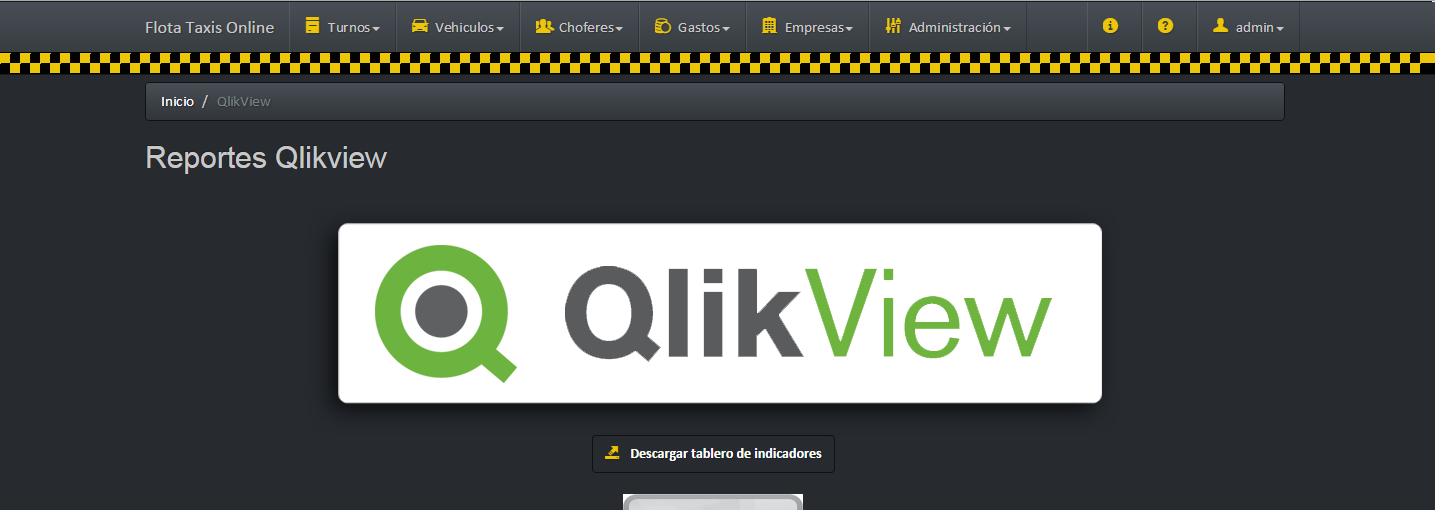 Flota Taxis Online Turnos Vehiculos Choferes Gastos Empresas Administración admin
Inicio / QlikView
Reportes Qlikview
QlikView
Descargar tablero de indicadores